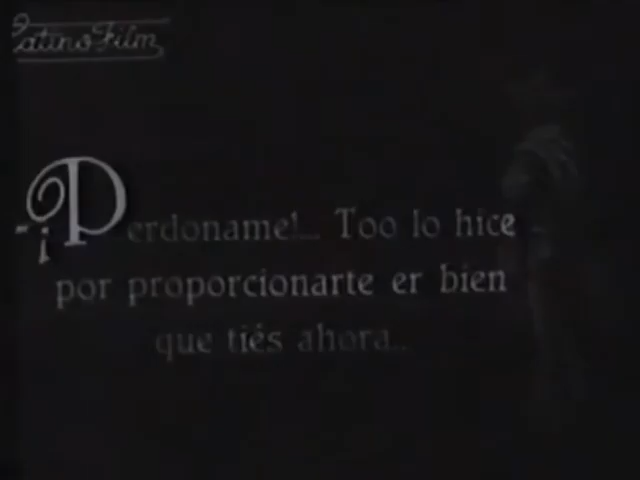 Patino Film
-¡Perdoname!... Too lo hice
por proporcionarte er bien
que tiés ahora...